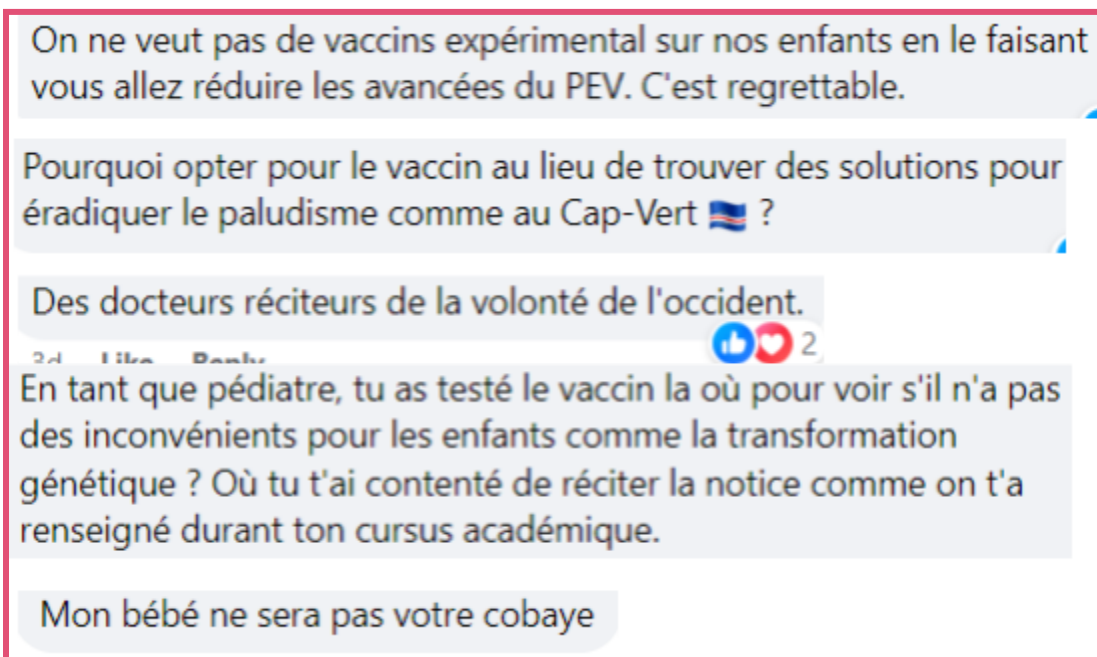 On ne veut pas de vaccins expérimental sur nos enfants en le faisant
vous allez réduire les avancées du PEV. C'est regrettable.
Pourquoi opter pour le vaccin au lieu de trouver des solutions pour
éradiquer le paludisme comme au Cap-Vert 🇨🇻 ?
Des docteurs réciteurs de la volonté de l'occident.
2
3d Like Reply
En tant que pédiatre, tu as testé le vaccin la où pour voir s'il n'a pas
des inconvénients pour les enfants comme la transformation
génétique ? Où tu t'ai contenté de réciter la notice comme on t'a
renseigné durant ton cursus académique.
Mon bébé ne sera pas votre cobaye